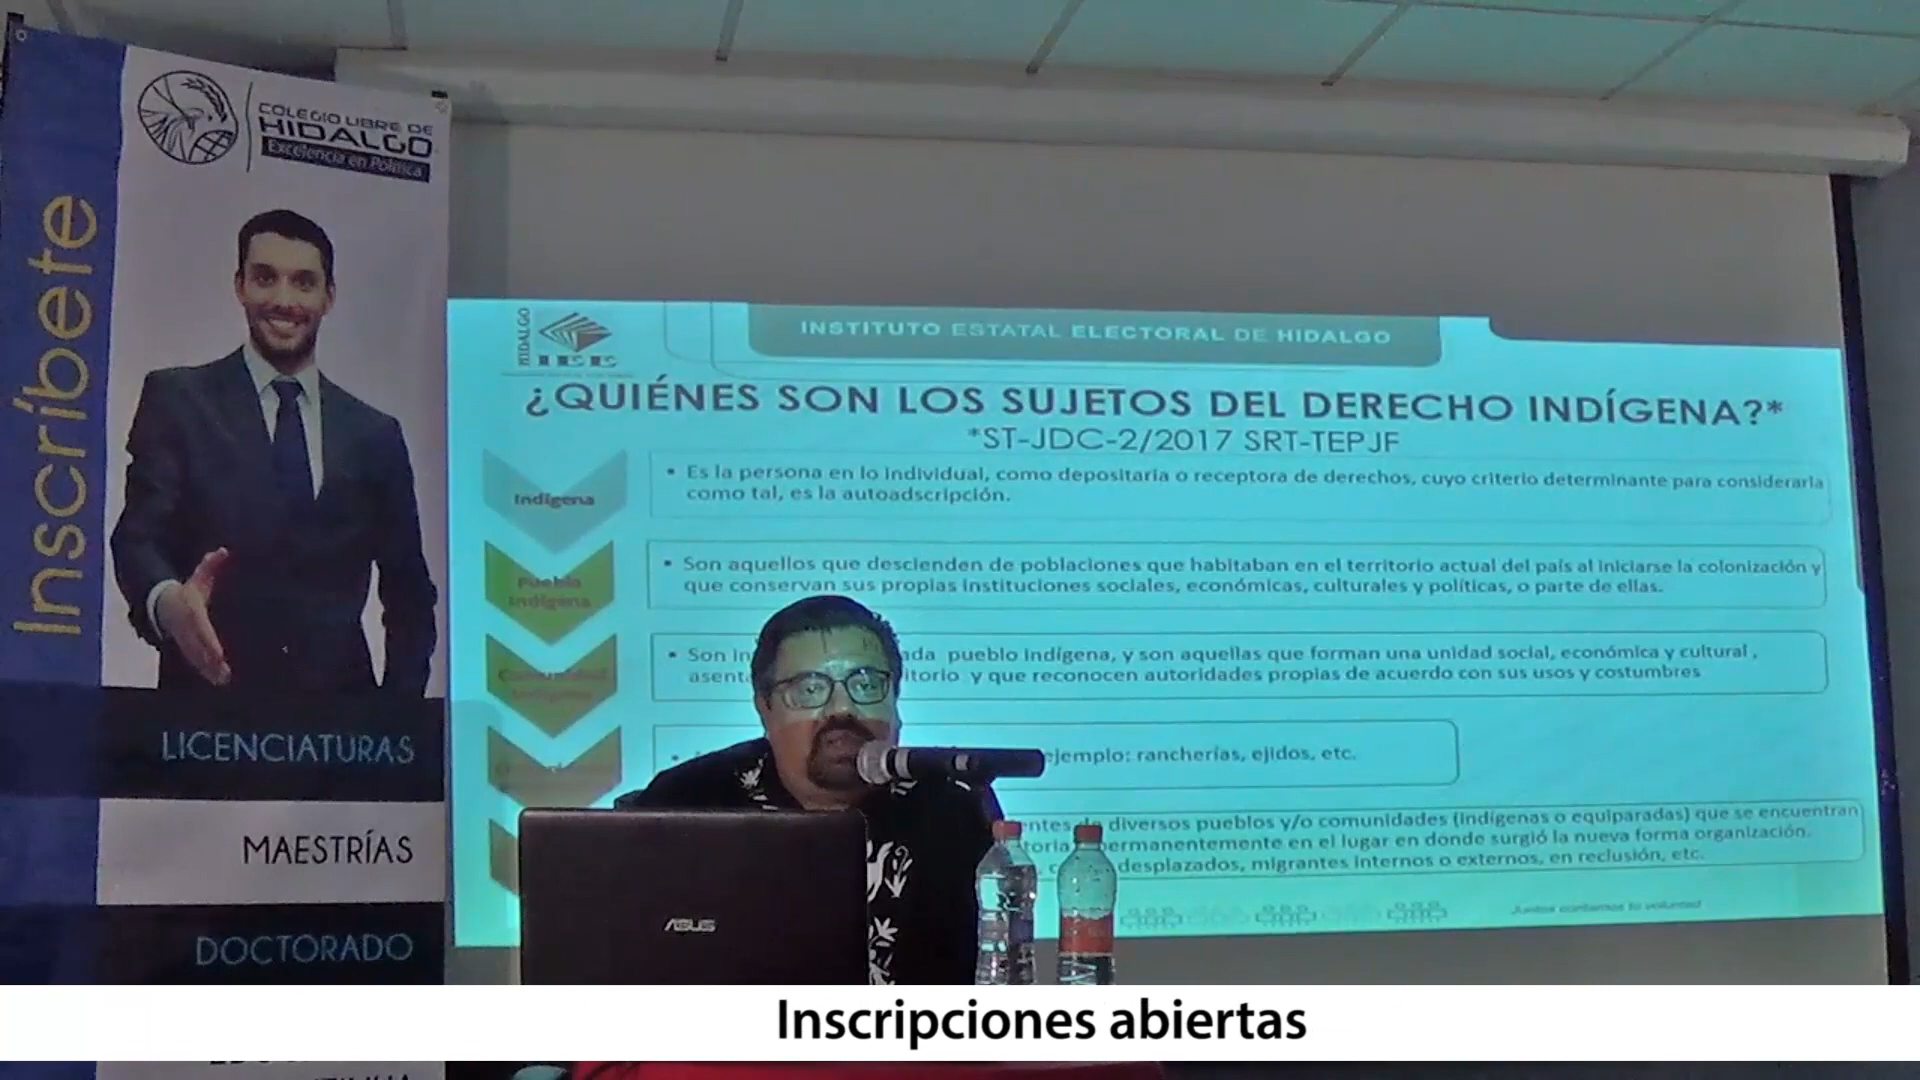 Inscríbete
COLEGIO LIBRE DE
HIDALGO
Excelencia en Política
LICENCIATURAS
MAESTRÍAS
DOCTORADO
HIDALGO
IEE
INSTITUTO ESTATAL ELECTORAL DE HIDALGO
¿QUIÉNES SON LOS SUJETOS DEL DERECHO INDÍGENA?*
*ST-JDC-2/2017 SRT-TEPJF
Indígena
• Es la persona en lo individual, como depositaria o receptora de derechos, cuyo criterio determinante para considerarla
como tal, es la autoadscripción.
Pueblo
Indígena
• Son aquellos que descienden de poblaciones que habitaban en el territorio actual del país al iniciarse la colonización y
que conservan sus propias instituciones sociales, económicas, culturales y políticas, o parte de ellas.
Comunidad
Indígena
• Son pueblo indígena, y son aquellas que forman una unidad social, económica y cultural,
y que reconocen autoridades propias de acuerdo con sus usos y costumbres
ejemplo: rancherías, ejidos, etc.
diversos pueblos y/o comunidades (indígenas o equiparadas) que se encuentran
permanentemente en el lugar en donde surgió la nueva forma organización.
desplazados, migrantes internos o externos, en reclusión, etc.
Juntos contamos tu voluntad
ASUS
Inscripciones abiertas